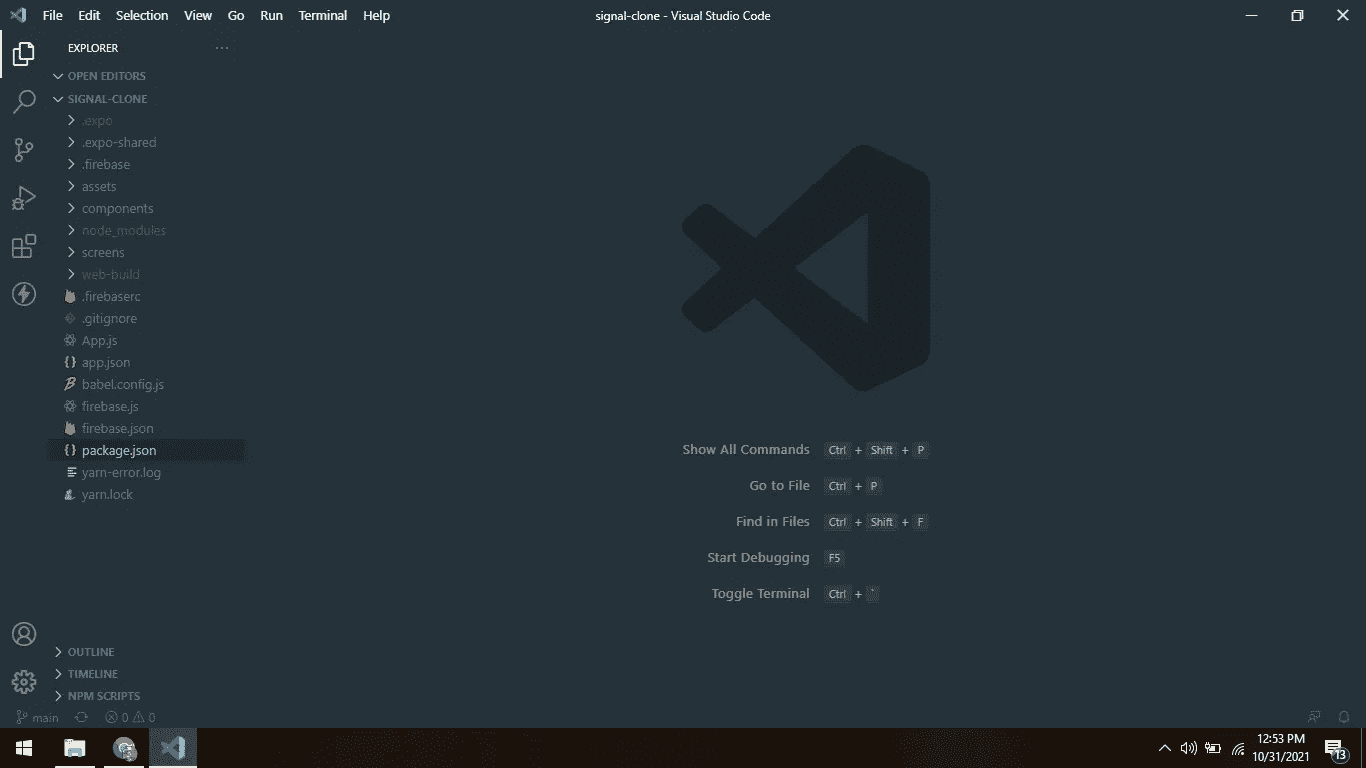 File Edit Selection View Go Run Terminal Help
signal-clone - Visual Studio Code
EXPLORER
OPEN EDITORS
SIGNAL-CLONE
.expo
.expo-shared
.firebase
assets
components
node_modules
screens
web-build
.firebaserc
.gitignore
App.js
app.json
babel.config.js
firebase.js
firebase.json
package.json
yarn-error.log
yarn.lock
Show All Commands Ctrl + Shift + P
Go to File Ctrl + P
Find in Files Ctrl + Shift + F
Start Debugging F5
Toggle Terminal Ctrl + `
OUTLINE
TIMELINE
NPM SCRIPTS
main 0 0
12:53 PM
10/31/2021
13